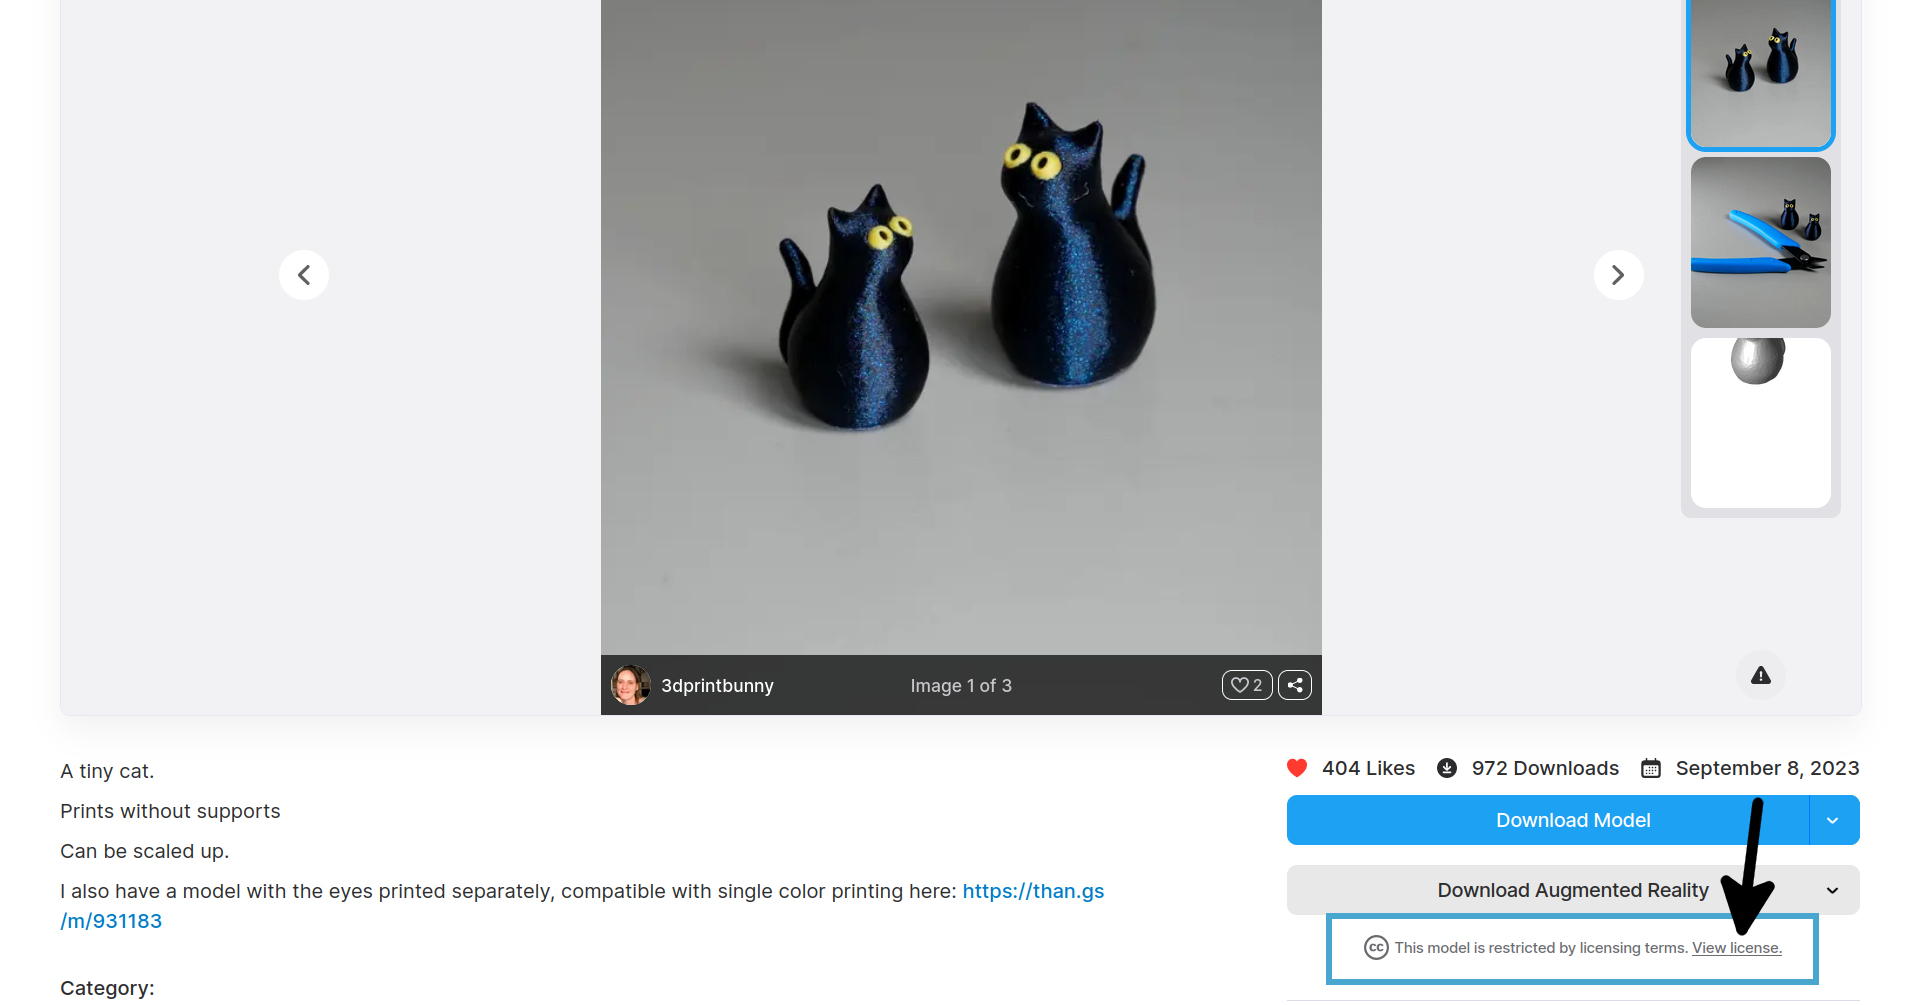 3dprintbunny
Image 1 of 3
2
A tiny cat.
Prints without supports
Can be scaled up.
I also have a model with the eyes printed separately, compatible with single color printing here: https://than.gs
/m/931183
Category:
404 Likes
972 Downloads
September 8, 2023
Download Model
Download Augmented Reality
cc This model is restricted by licensing terms. View license.